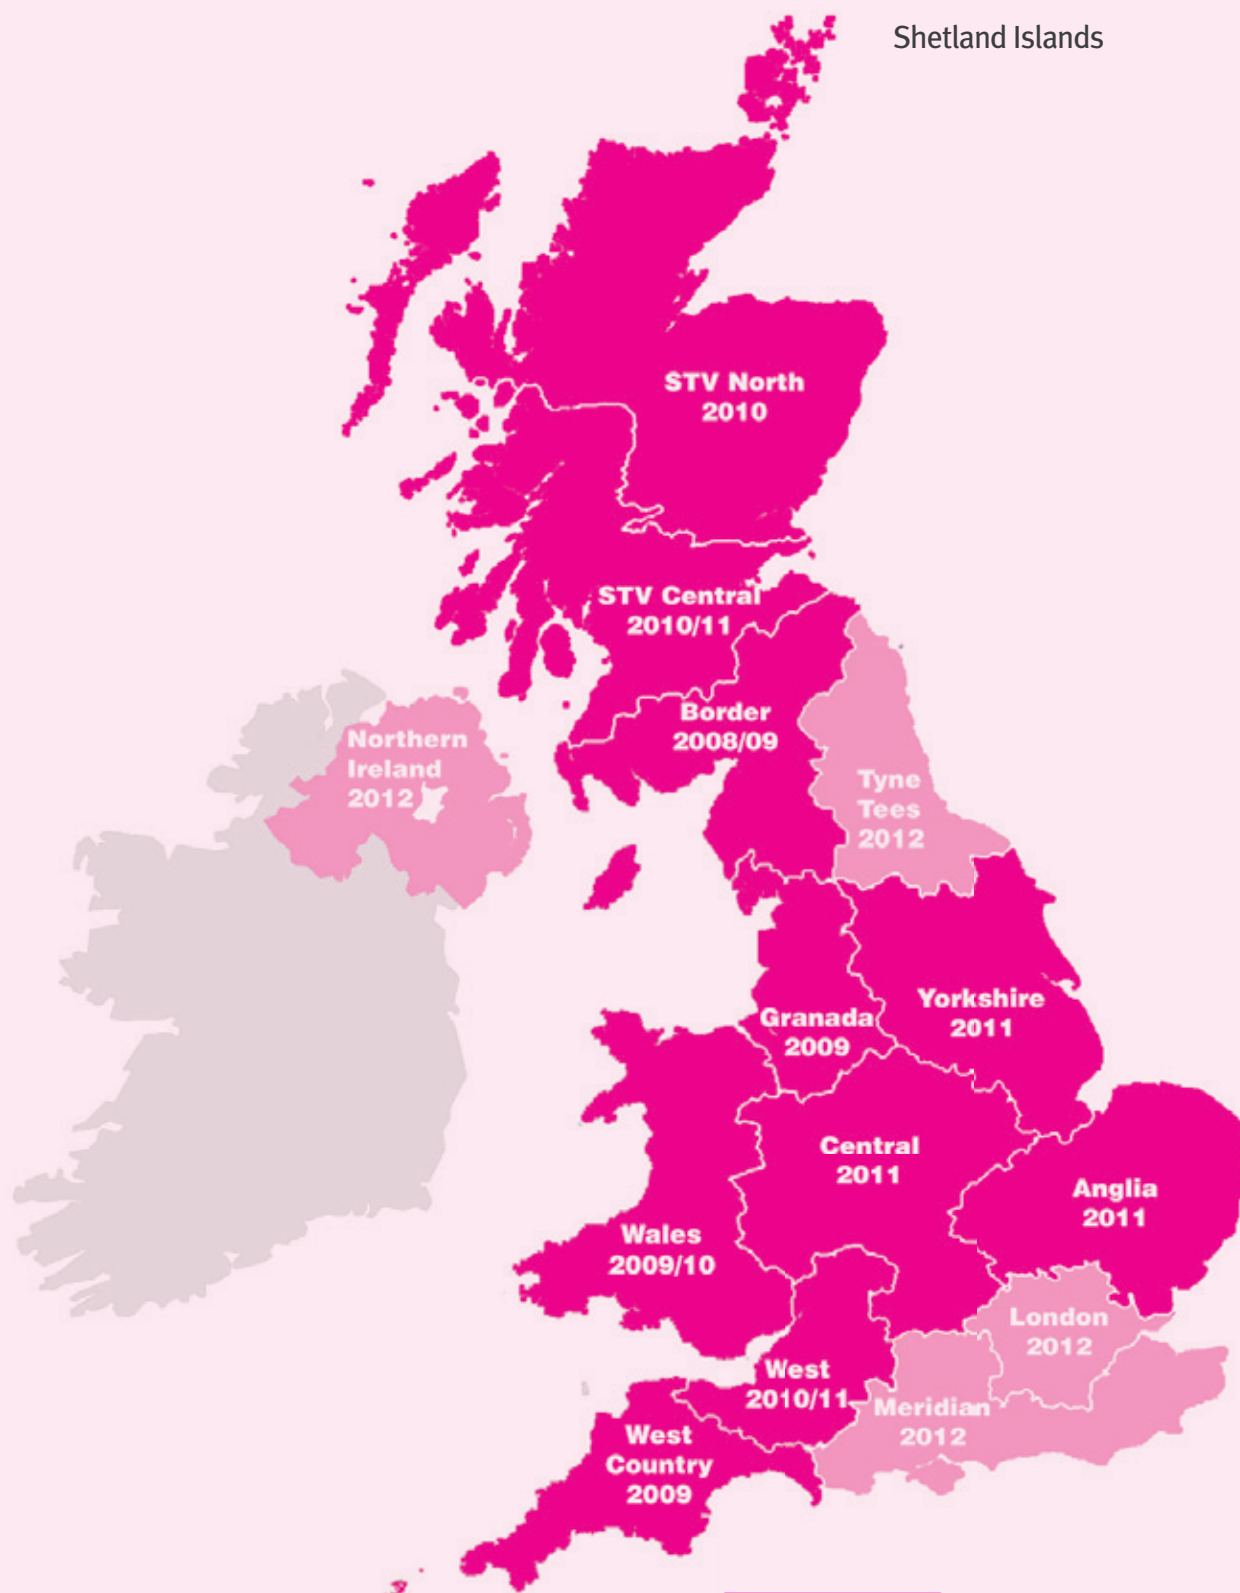 Shetland Islands
STV North
2010
STV Central
2010/11
Border
2008/09
Northern
Ireland
2012
Tyne
Tees
2012
Yorkshire
2011
Granada
2009
Central
2011
Anglia
2011
Wales
2009/10
London
2012
West
2010/11
Meridian
2012
West
Country
2009